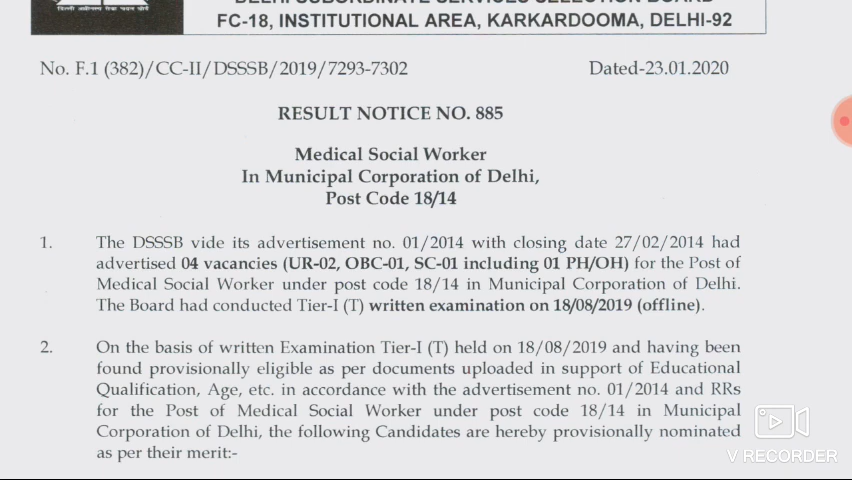 दिल्ली अधीनस्थ सेवा चयन बोर्ड
DELHI SUBORDINATE SERVICES SELECTION BOARD
FC-18, INSTITUTIONAL AREA, KARKARDOOMA, DELHI-92
No. F.1 (382)/CC-II/DSSSB/2019/7293-7302 Dated-23.01.2020
RESULT NOTICE NO. 885
Medical Social Worker
In Municipal Corporation of Delhi,
Post Code 18/14
1. The DSSSB vide its advertisement no. 01/2014 with closing date 27/02/2014 had
advertised 04 vacancies (UR-02, OBC-01, SC-01 including 01 PH/OH) for the Post of
Medical Social Worker under post code 18/14 in Municipal Corporation of Delhi.
The Board had conducted Tier-I (T) written examination on 18/08/2019 (offline).
2. On the basis of written Examination Tier-I (T) held on 18/08/2019 and having been
found provisionally eligible as per documents uploaded in support of Educational
Qualification, Age, etc. in accordance with the advertisement no. 01/2014 and RRs
for the Post of Medical Social Worker under post code 18/14 in Municipal
Corporation of Delhi, the following Candidates are hereby provisionally nominated
as per their merit:-
V RECORDER